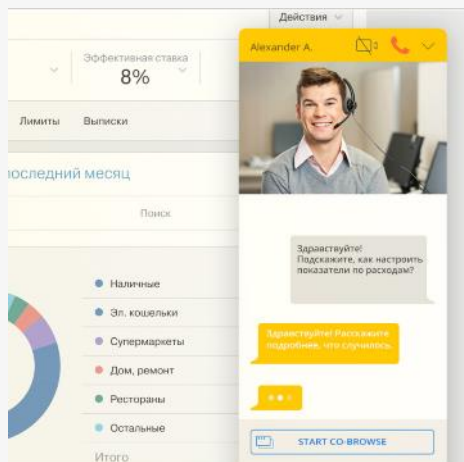 Действия
Эффективная ставка
8%
Лимиты Выписки
последний месяц
Поиск
Наличные
Эл. кошельки
Супермаркеты
Дом, ремонт
Рестораны
Остальные
Итого
Alexander A.
Здравствуйте!
Подскажите, как настроить
показатели по расходам?
Здравствуйте! Расскажите
подробнее, что случилось.
START CO-BROWSE